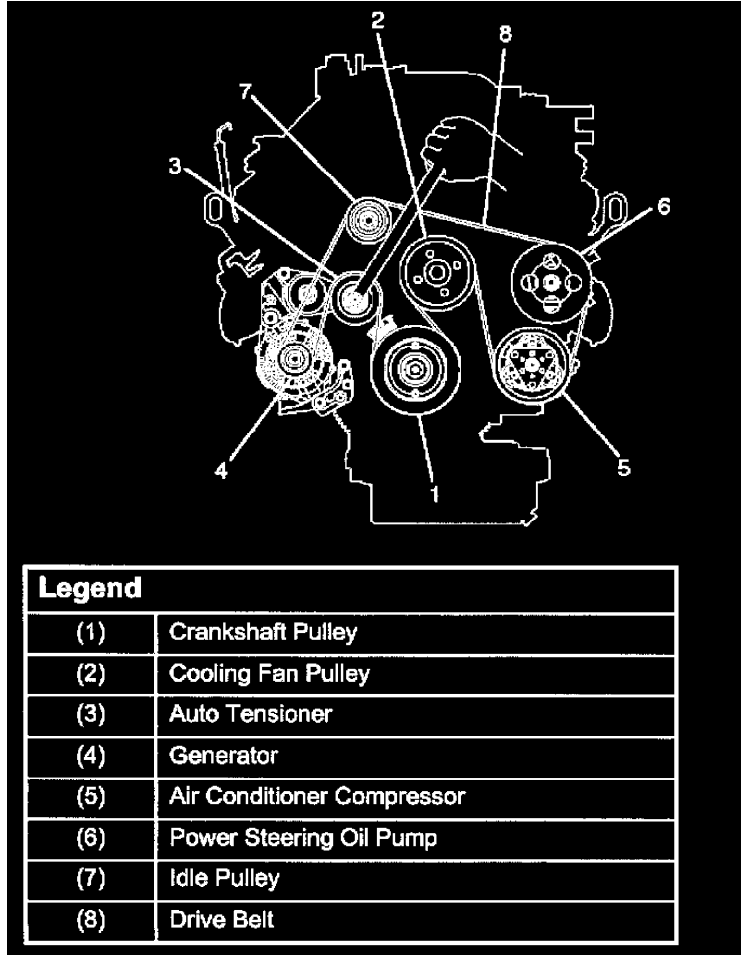 2
8
7
3
6
4
1
5
Legend
(1) Crankshaft Pulley
(2) Cooling Fan Pulley
(3) Auto Tensioner
(4) Generator
(5) Air Conditioner Compressor
(6) Power Steering Oil Pump
(7) Idle Pulley
(8) Drive Belt